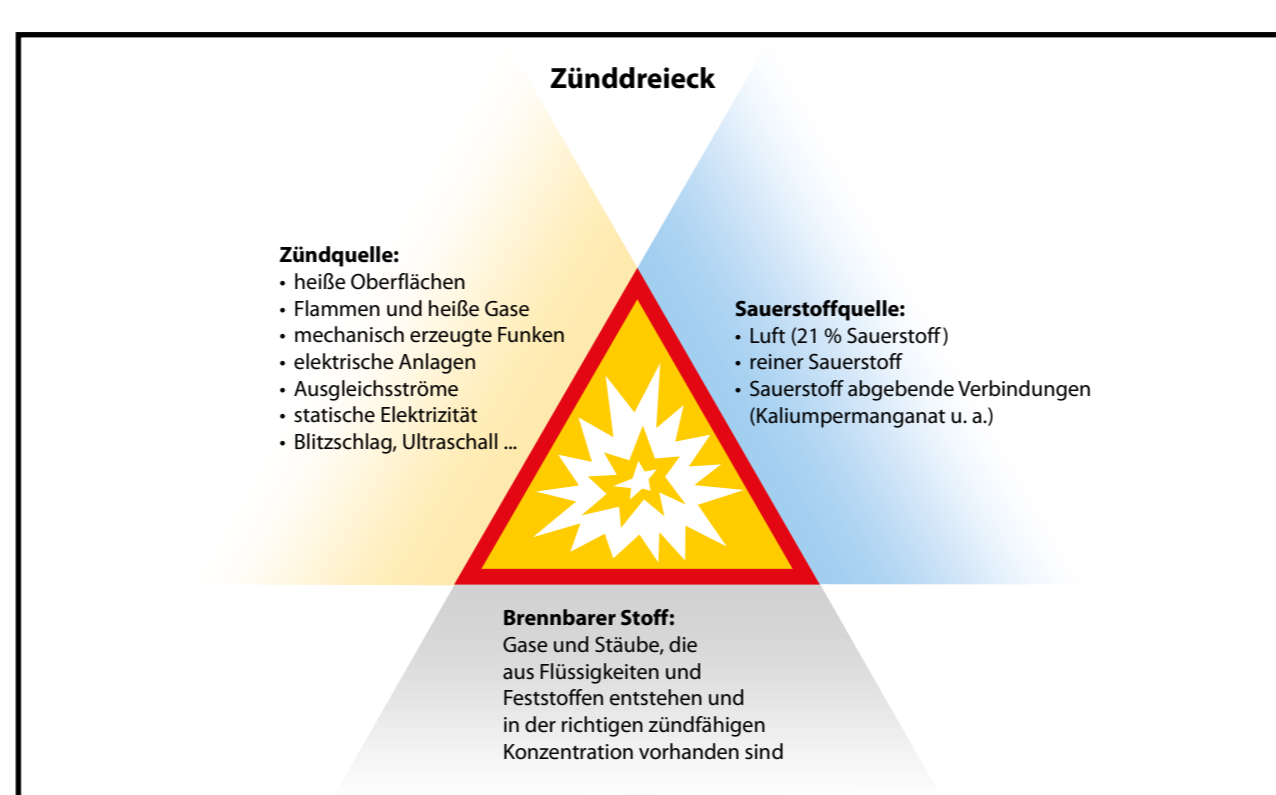 Zünddreieck
Zündquelle:
• heiße Oberflächen
• Flammen und heiße Gase
• mechanisch erzeugte Funken
• elektrische Anlagen
• Ausgleichsströme
• statische Elektrizität
• Blitzschlag, Ultraschall ...
Sauerstoffquelle:
• Luft (21 % Sauerstoff)
• reiner Sauerstoff
• Sauerstoff abgebende Verbindungen
(Kaliumpermanganat u. a.)
Brennbarer Stoff:
Gase und Stäube, die
aus Flüssigkeiten und
Feststoffen entstehen und
in der richtigen zündfähigen
Konzentration vorhanden sind